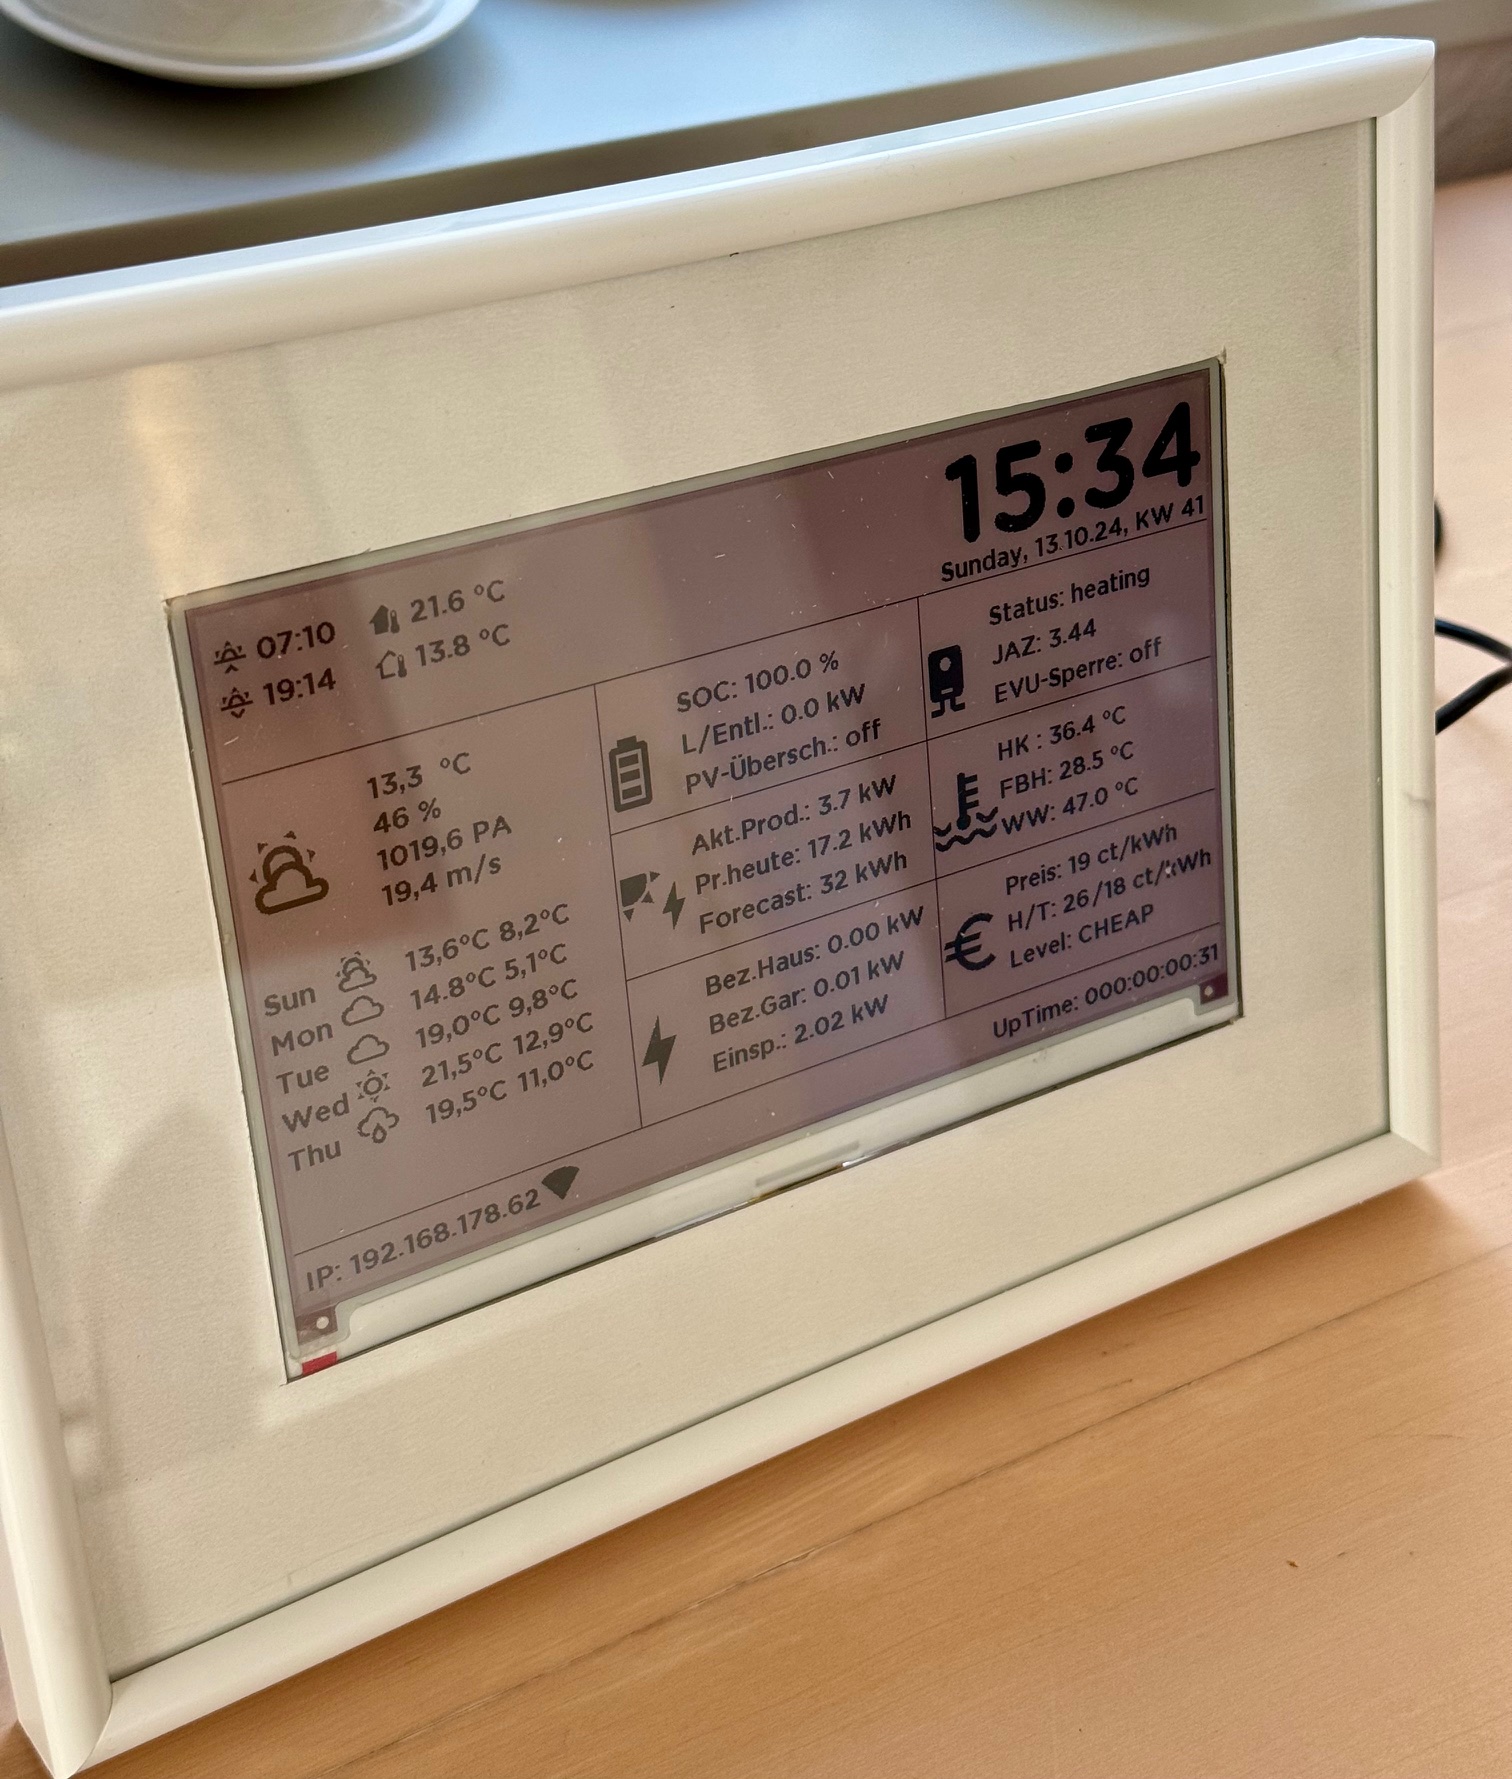 15:34
Sunday, 13.10.24, KW 41
07:10
19:14
21.6 °C
13.8 °C
13,3 °C
46 %
1019,6 PA
19,4 m/s
Sun 13,6°C 8,2°C
Mon 14.8°C 5,1°C
Tue 19,0°C 9,8°C
Wed 21,5°C 12,9°C
Thu 19,5°C 11,0°C
IP: 192.168.178.62
SOC: 100.0 %
L/Entl.: 0.0 kW
PV-Übersch.: off
Akt.Prod.: 3.7 kW
Pr.heute: 17.2 kWh
Forecast: 32 kWh
Bez.Haus: 0.00 kW
Bez.Gar: 0.01 kW
Einsp.: 2.02 kW
Status: heating
JAZ: 3.44
EVU-Sperre: off
HK : 36.4 °C
FBH: 28.5 °C
WW: 47.0 °C
€
Preis: 19 ct/kWh
H/T: 26/18 ct/kWh
Level: CHEAP
UpTime: 000:00:00:31